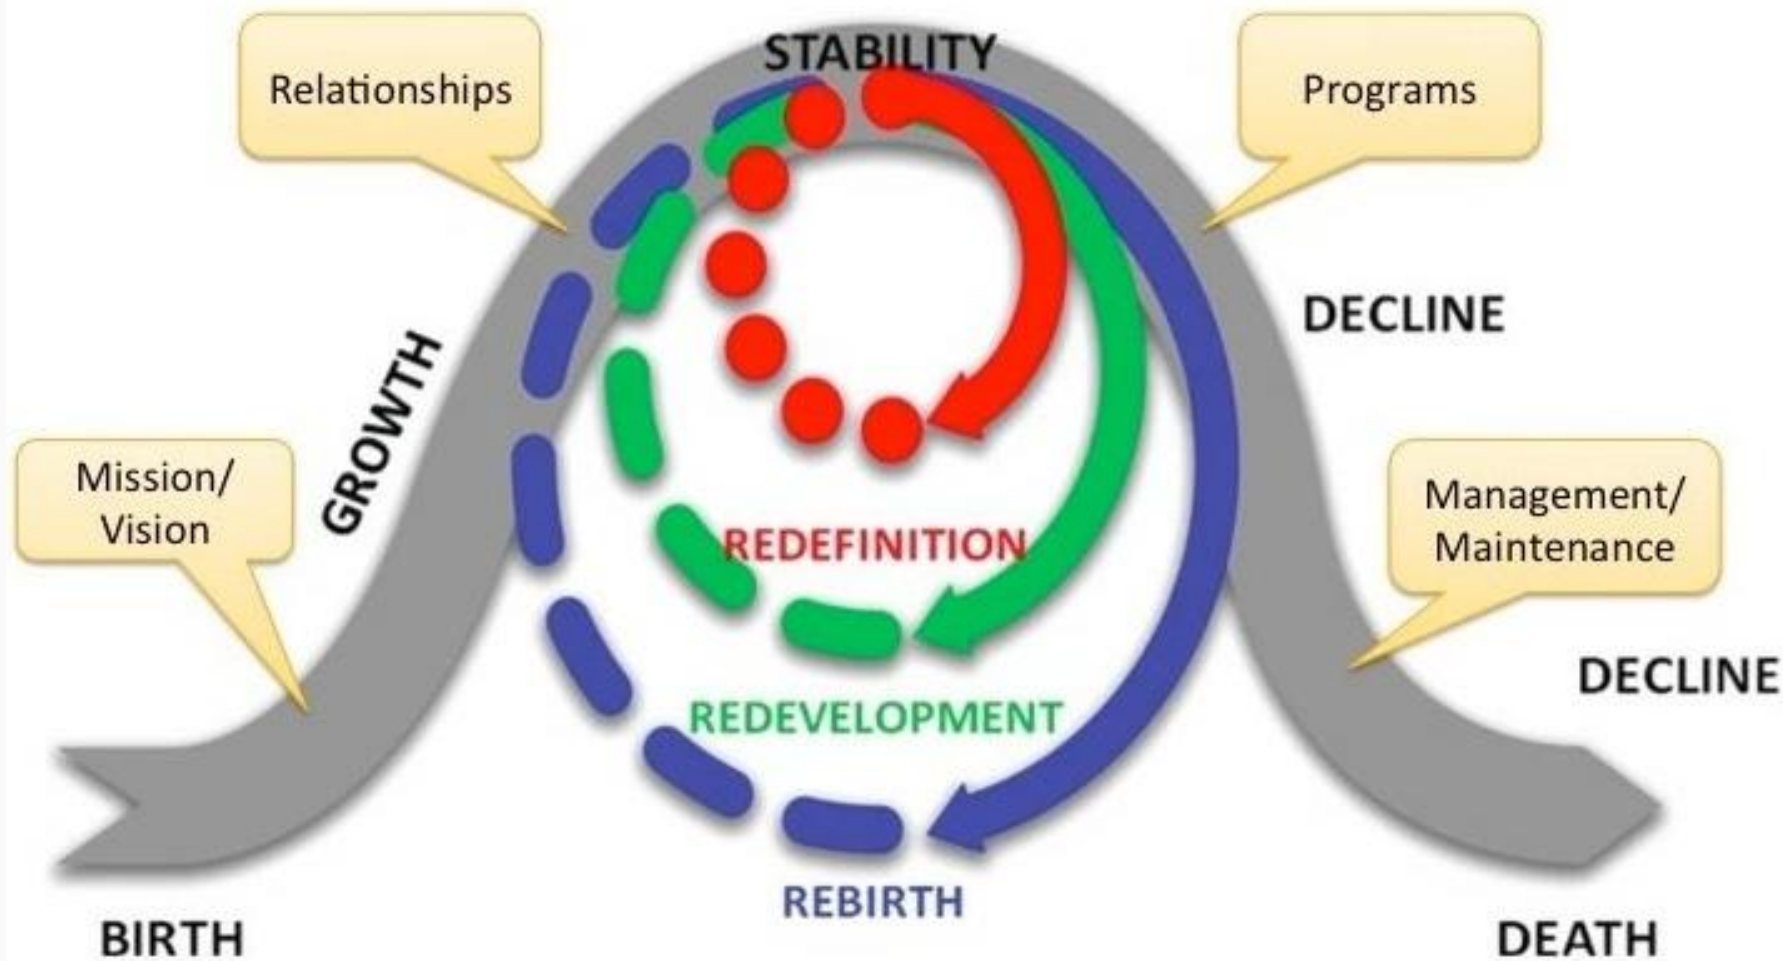 STABILITY
Relationships
Programs
GROWTH
DECLINE
Mission/
Vision
Management/
Maintenance
REDEFINITION
DECLINE
REDEVELOPMENT
REBIRTH
BIRTH
DEATH